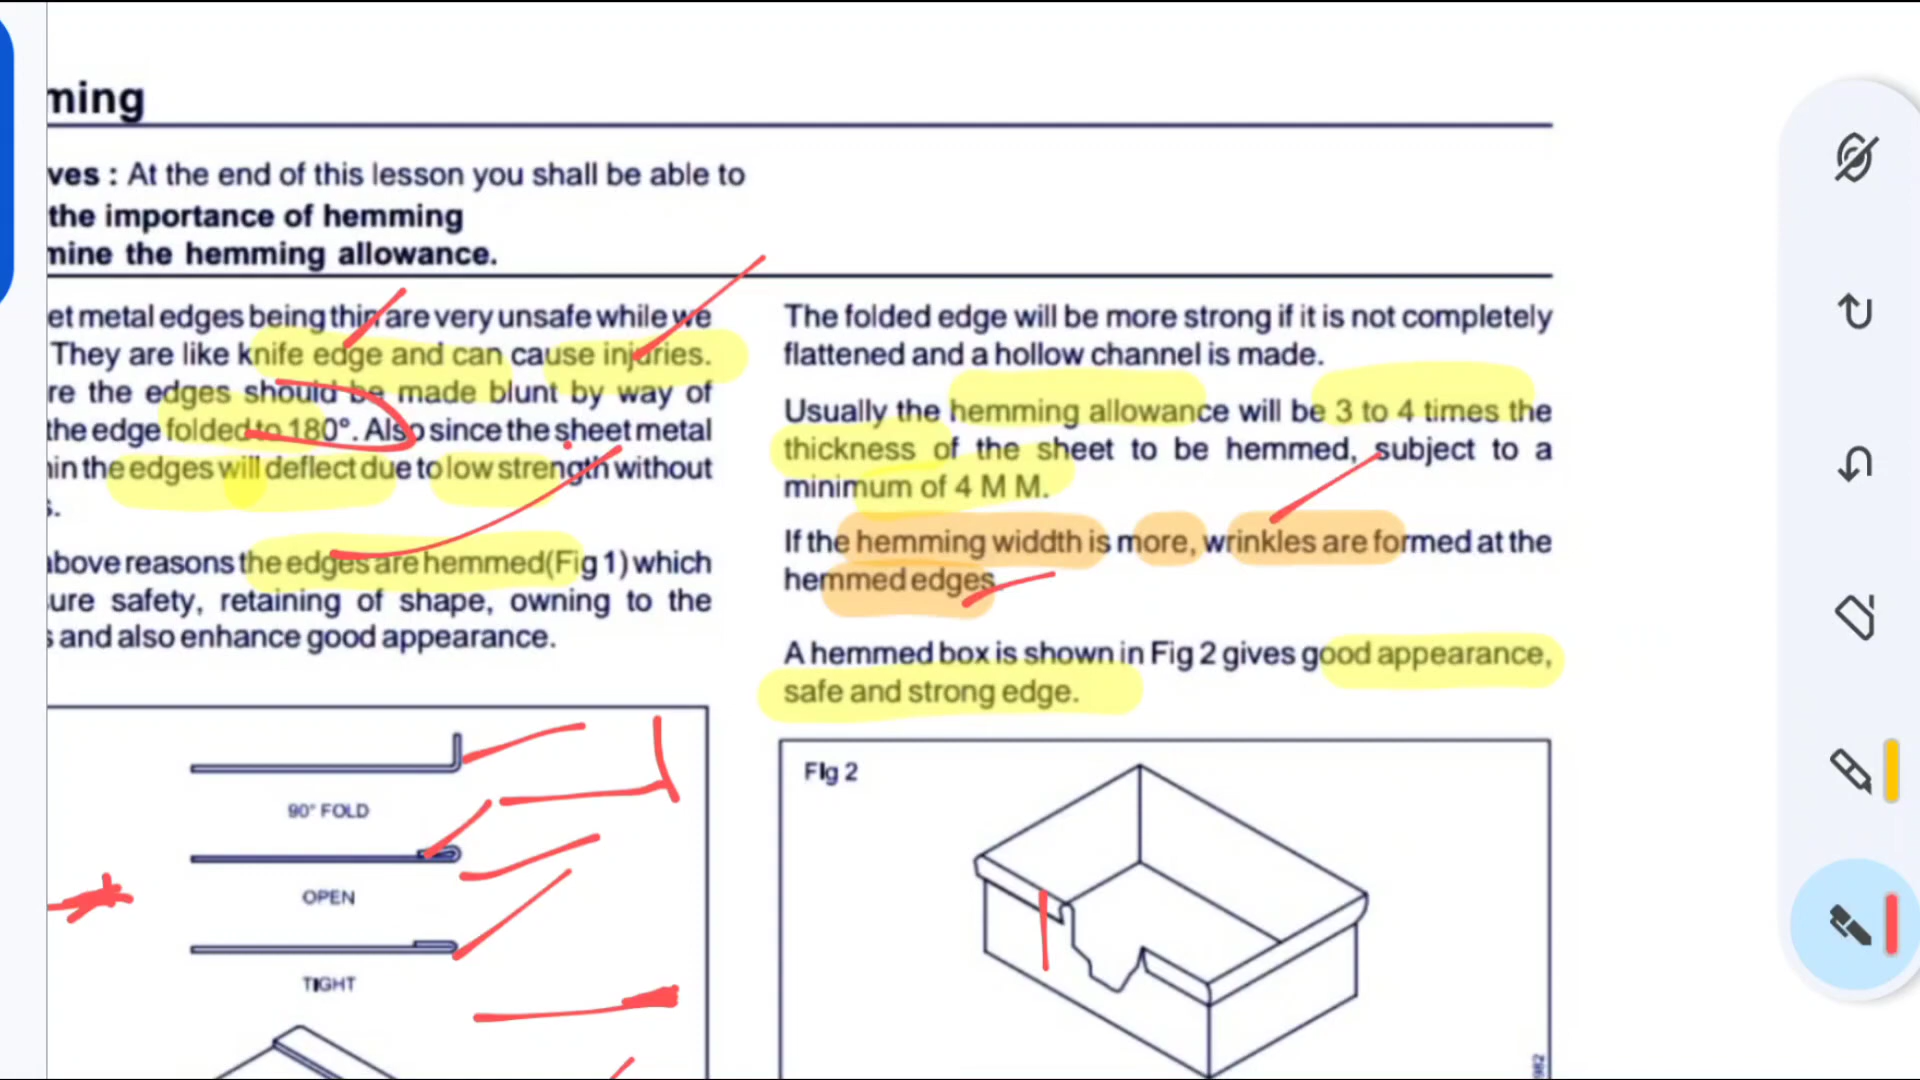 ming
ves : At the end of this lesson you shall be able to
the importance of hemming
mine the hemming allowance.
et metal edges being thin are very unsafe while we
They are like knife edge and can cause injuries.
re the edges should be made blunt by way of
the edge folded to 180°. Also since the sheet metal
in the edges will deflect due to low strength without
s.
above reasons the edges are hemmed(Fig 1) which
ure safety, retaining of shape, owning to the
s and also enhance good appearance.
90° FOLD
OPEN
TIGHT
The folded edge will be more strong if it is not completely
flattened and a hollow channel is made.
Usually the hemming allowance will be 3 to 4 times the
thickness of the sheet to be hemmed, subject to a
minimum of 4 M M.
If the hemming widdth is more, wrinkles are formed at the
hemmed edges.
A hemmed box is shown in Fig 2 gives good appearance,
safe and strong edge.
FIg 2
982